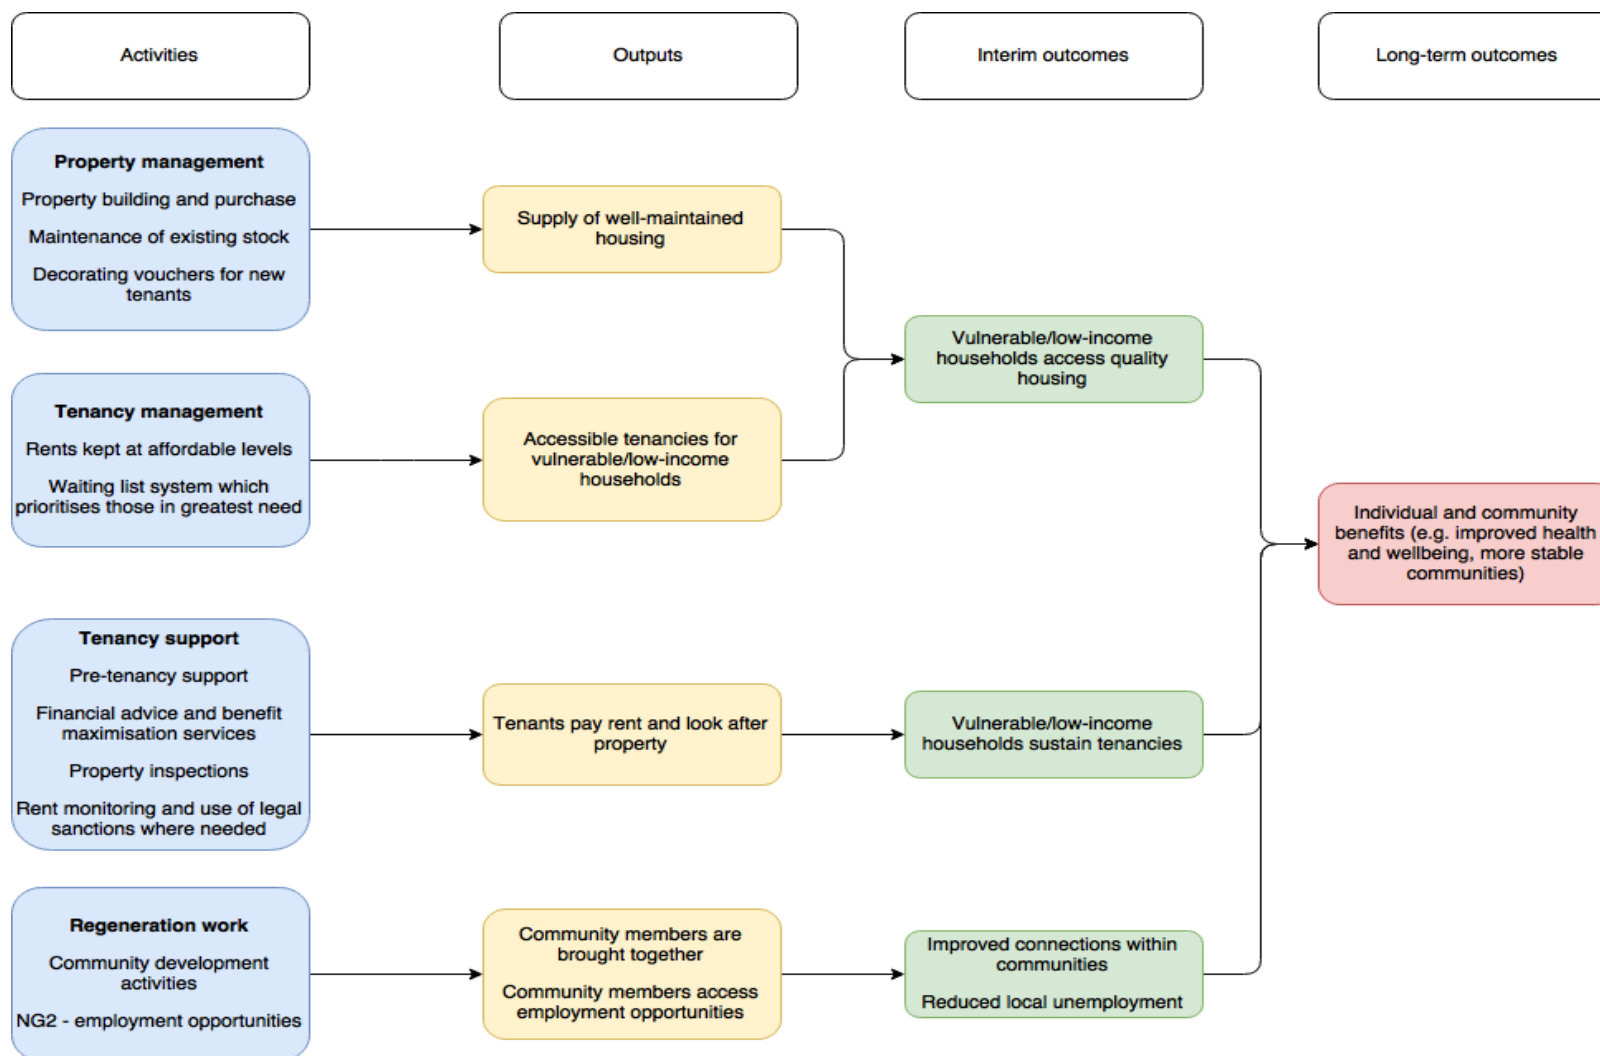 Activities
Outputs
Interim outcomes
Long-term outcomes
Property management
Property building and purchase
Maintenance of existing stock
Decorating vouchers for new
tenants
Supply of well-maintained
housing
Vulnerable/low-income
households access quality
housing
Tenancy management
Rents kept at affordable levels
Waiting list system which
prioritises those in greatest need
Accessible tenancies for
vulnerable/low-income
households
Individual and community
benefits (e.g. improved health
and wellbeing, more stable
communities)
Tenancy support
Pre-tenancy support
Financial advice and benefit
maximisation services
Property inspections
Rent monitoring and use of legal
sanctions where needed
Tenants pay rent and look after
property
Vulnerable/low-income
households sustain tenancies
Regeneration work
Community development
activities
NG2 - employment opportunities
Community members are
brought together
Community members access
employment opportunities
Improved connections within
communities
Reduced local unemployment